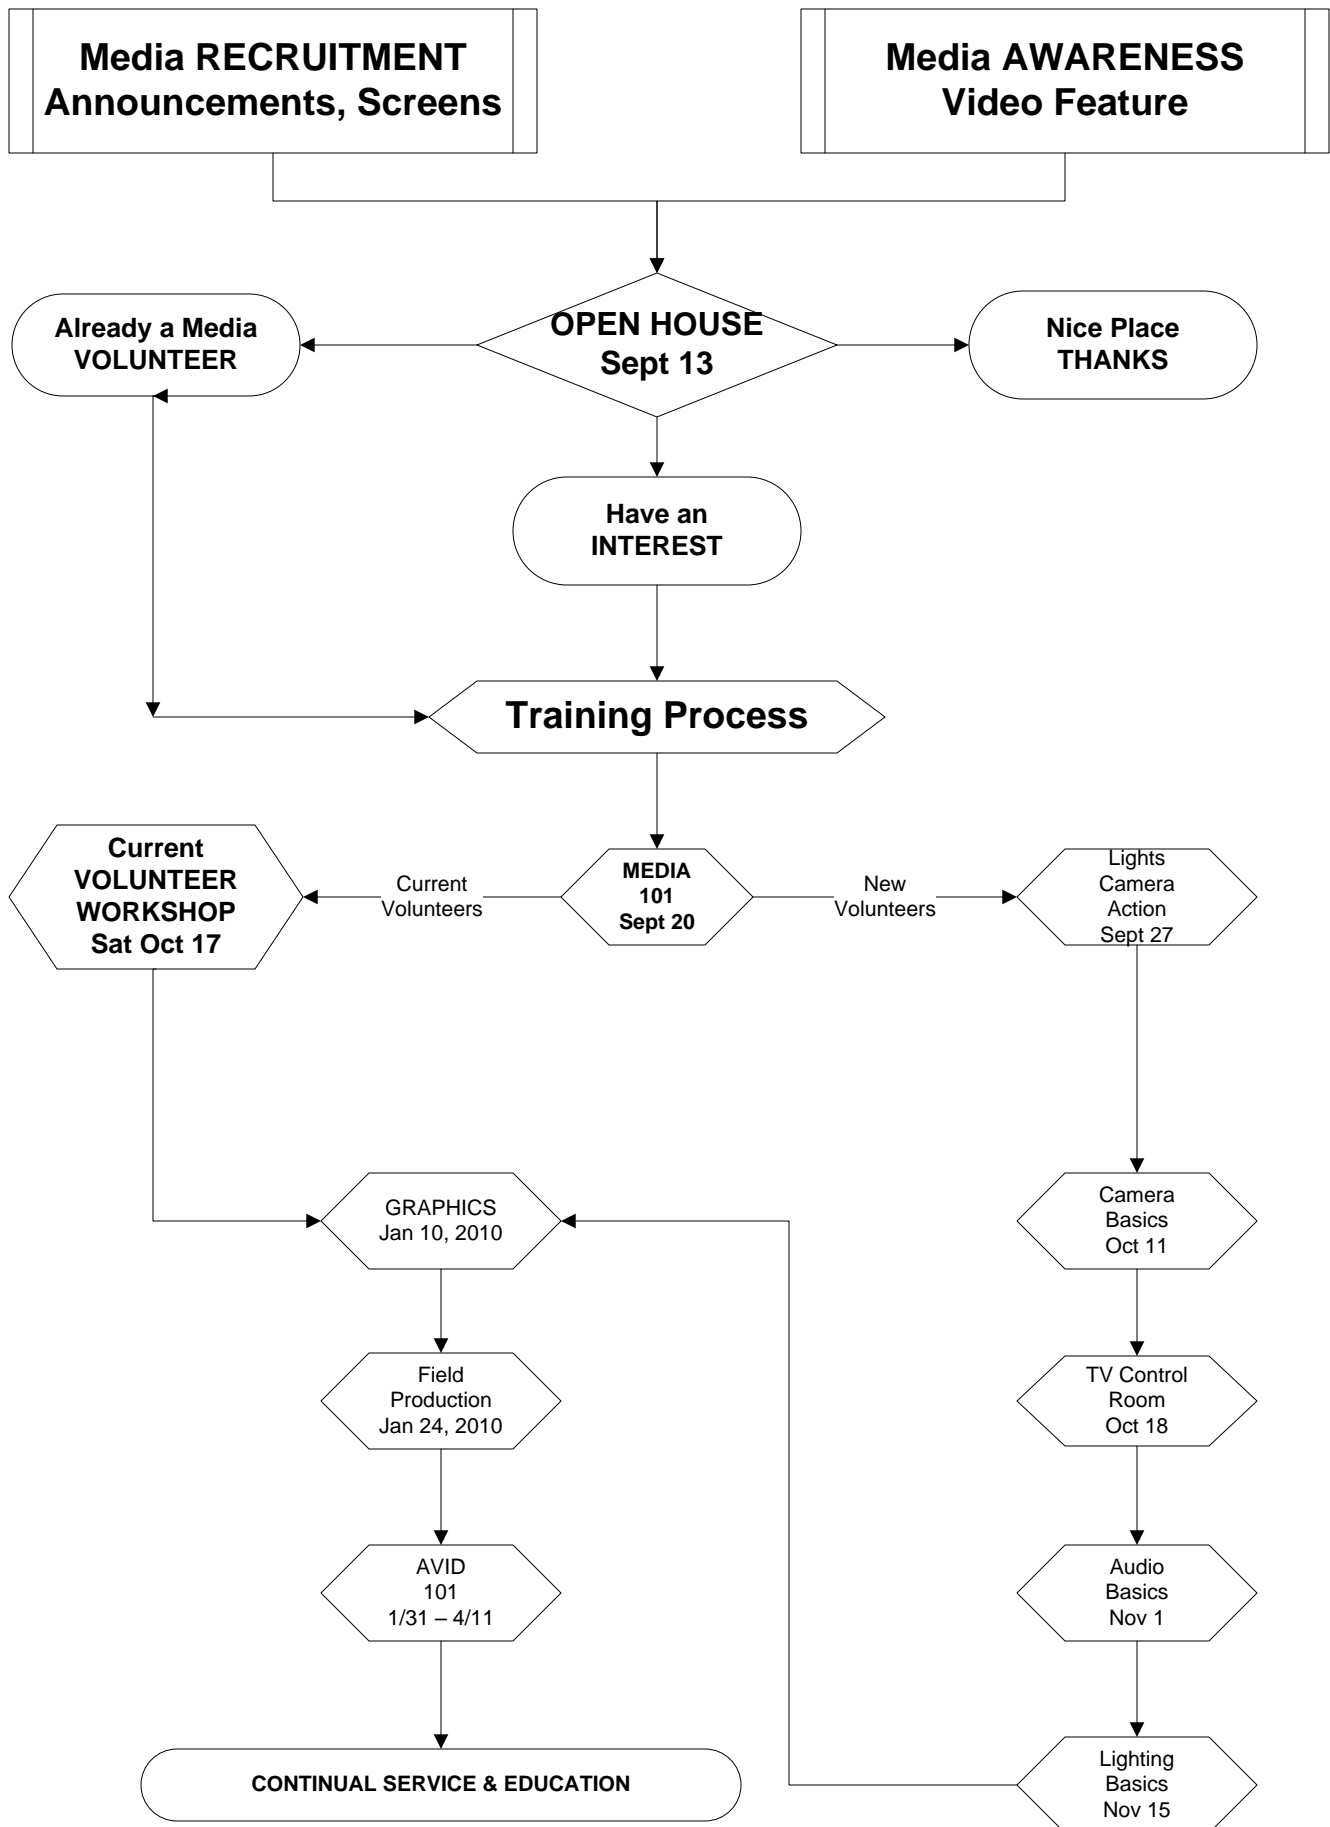 Media RECRUITMENT
Announcements, Screens
Media AWARENESS
Video Feature
OPEN HOUSE
Sept 13
Already a Media
VOLUNTEER
Nice Place
THANKS
Have an
INTEREST
Training Process
Current
VOLUNTEER
WORKSHOP
Sat Oct 17
Current
Volunteers
MEDIA
101
Sept 20
New
Volunteers
Lights
Camera
Action
Sept 27
GRAPHICS
Jan 10, 2010
Camera
Basics
Oct 11
Field
Production
Jan 24, 2010
TV Control
Room
Oct 18
AVID
101
1/31 – 4/11
Audio
Basics
Nov 1
CONTINUAL SERVICE & EDUCATION
Lighting
Basics
Nov 15